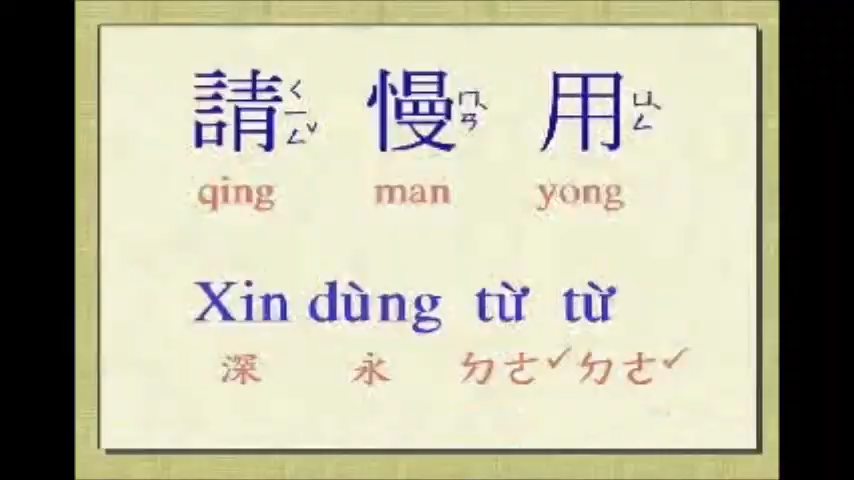 請ㄑㄧㄥˇ 慢ㄇㄢˋ 用ㄩㄥˋ
qing man yong
Xin dùng từ từ
深 永 ㄉㄜˇ ㄉㄜˇ